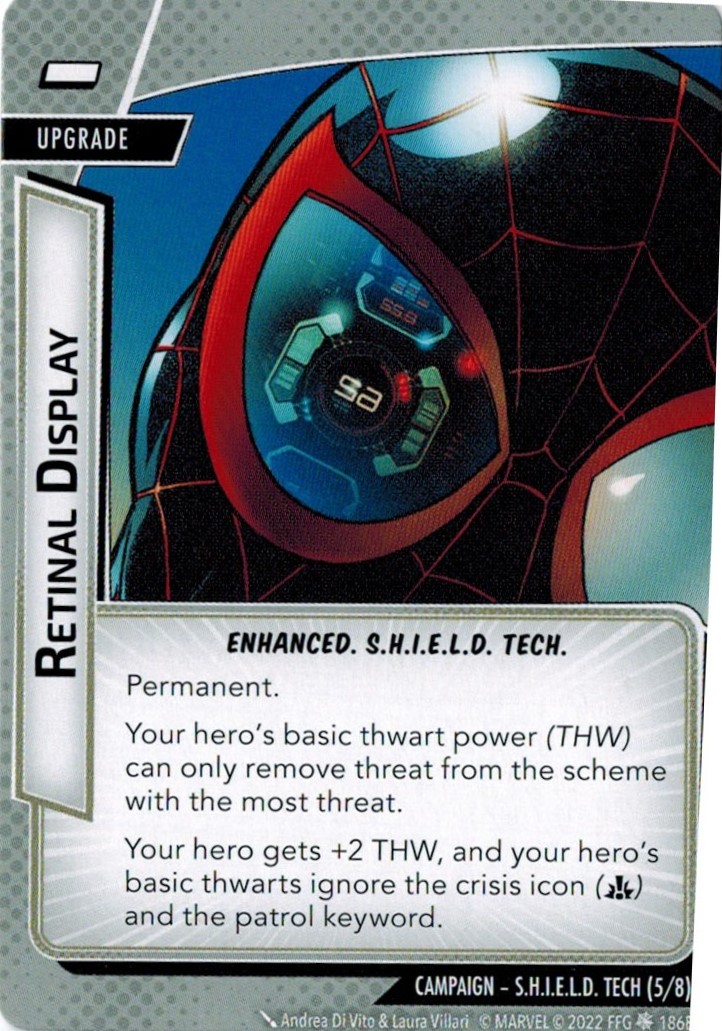 UPGRADE
RETINAL DISPLAY
ENHANCED. S.H.I.E.L.D. TECH.
Permanent.
Your hero's basic thwart power (THW)
can only remove threat from the scheme
with the most threat.
Your hero gets +2 THW, and your hero's
basic thwarts ignore the crisis icon ( )
and the patrol keyword.
CAMPAIGN – S.H.I.E.L.D. TECH (5/8)
Andrea Di Vito & Laura Villari © MARVEL © 2022 FFG